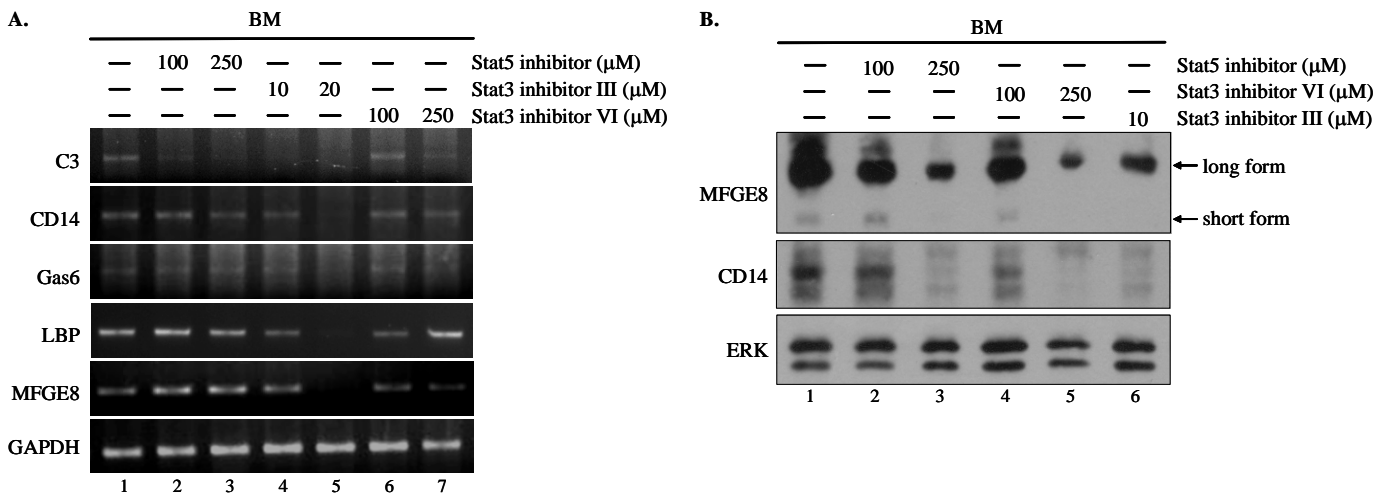 A.
BM
— 100 250 — — — — Stat5 inhibitor (μM)
— — — 10 20 — — Stat3 inhibitor III (μM)
— — — — — 100 250 Stat3 inhibitor VI (μM)
C3
CD14
Gas6
LBP
MFGE8
GAPDH
1 2 3 4 5 6 7
B.
BM
— 100 250 — — — Stat5 inhibitor (μM)
— — — 100 250 — Stat3 inhibitor VI (μM)
— — — — — 10 Stat3 inhibitor III (μM)
long form
MFGE8
short form
CD14
ERK
1 2 3 4 5 6